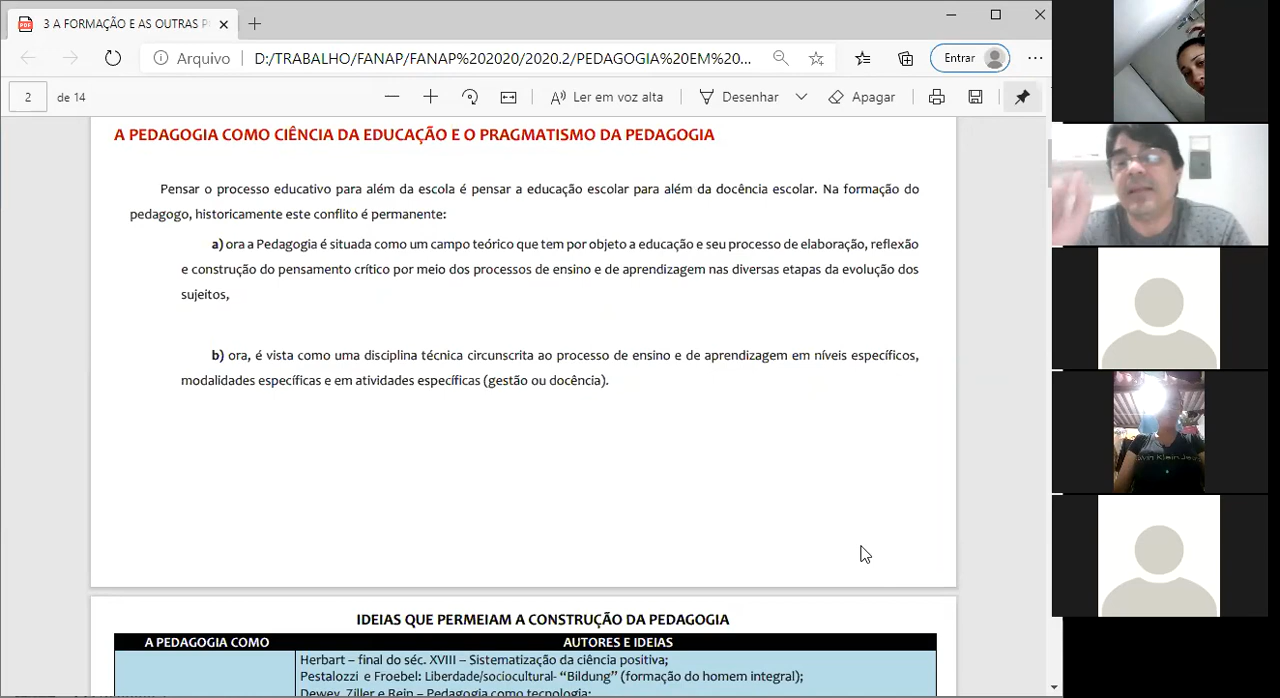 3 A FORMAÇÃO E AS OUTRAS P
Arquivo
D:/TRABALHO/FANAP/FANAP%202020/2020.2/PEDAGOGIA%20EM%20...
Entrar
2 de 14
Ler em voz alta
Desenhar
Apagar
A PEDAGOGIA COMO CIÊNCIA DA EDUCAÇÃO E O PRAGMATISMO DA PEDAGOGIA
Pensar o processo educativo para além da escola é pensar a educação escolar para além da docência escolar. Na formação do
pedagogo, historicamente este conflito é permanente:
a) ora a Pedagogia é situada como um campo teórico que tem por objeto a educação e seu processo de elaboração, reflexão
e construção do pensamento crítico por meio dos processos de ensino e de aprendizagem nas diversas etapas da evolução dos
sujeitos,
b) ora, é vista como uma disciplina técnica circunscrita ao processo de ensino e de aprendizagem em níveis específicos,
modalidades específicas e em atividades específicas (gestão ou docência).
IDEIAS QUE PERMEIAM A CONSTRUÇÃO DA PEDAGOGIA
A PEDAGOGIA COMO
AUTORES E IDEIAS
Herbart – final do séc. XVIII – Sistematização da ciência positiva;
Pestalozzi e Froebel: Liberdade/sociocultural- “Bildung” (formação do homem integral);
Dewey, Ziller e Rein – Pedagogia como tecnologia;